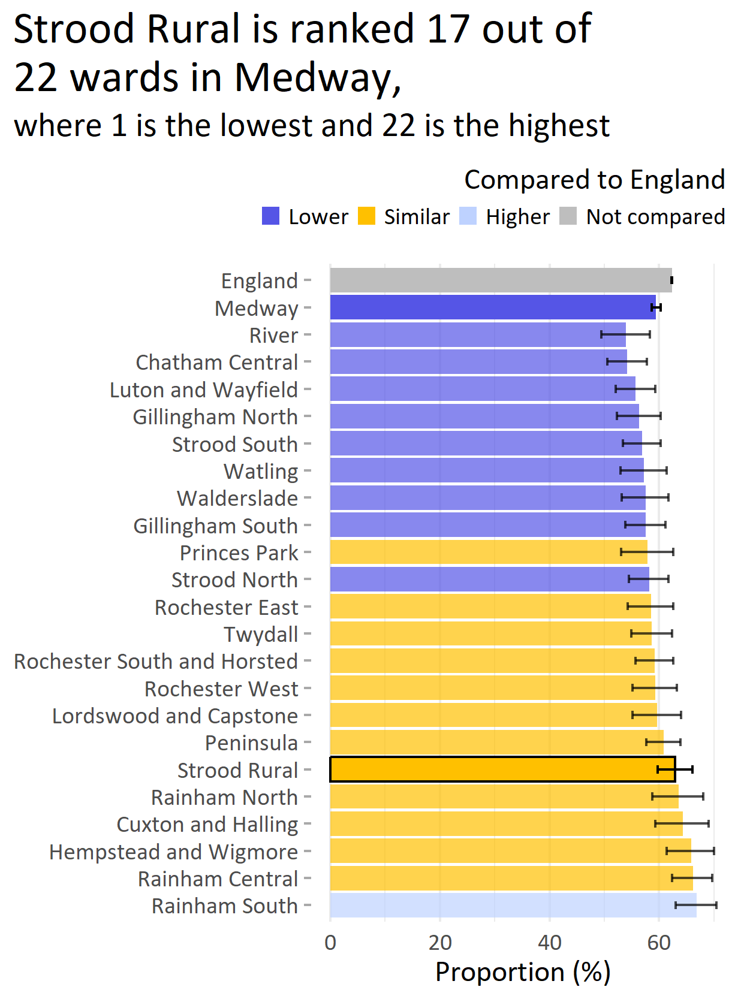 Strood Rural is ranked 17 out of
22 wards in Medway,
where 1 is the lowest and 22 is the highest
Compared to England
Lower Similar Higher Not compared
England
Medway
River
Chatham Central
Luton and Wayfield
Gillingham North
Strood South
Watling
Walderslade
Gillingham South
Princes Park
Strood North
Rochester East
Twydall
Rochester South and Horsted
Rochester West
Lordswood and Capstone
Peninsula
Strood Rural
Rainham North
Cuxton and Halling
Hempstead and Wigmore
Rainham Central
Rainham South
0 20 40 60
Proportion (%)